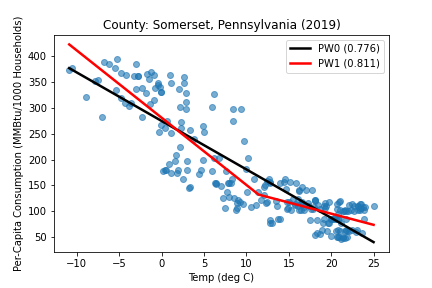 County: Somerset, Pennsylvania (2019)
Per-Capita Consumption (MMBtu/1000 Households)
400
350
300
250
200
150
100
50
PW0 (0.776)
PW1 (0.811)
−10 −5 0 5 10 15 20 25
Temp (deg C)